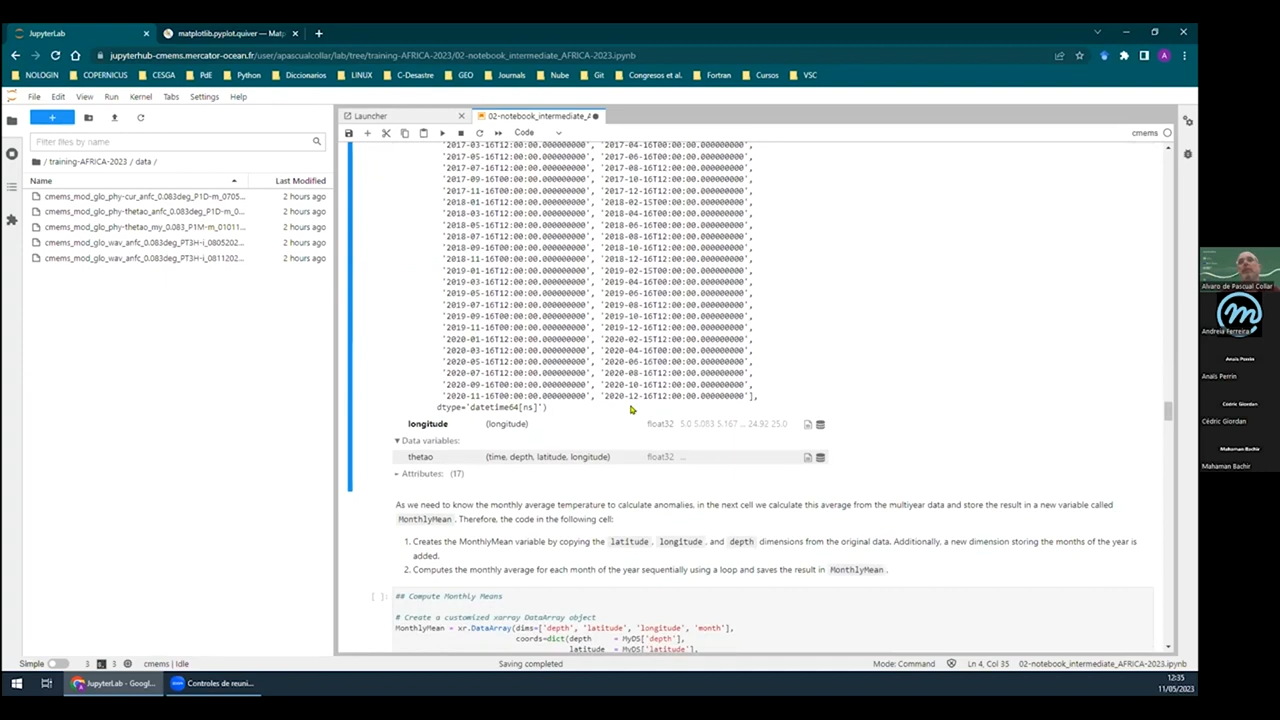 JupyterLab
matplotlib.pyplot.quiver — Mat
jupyterhub-cmems.mercator-ocean.fr/user/apascualcollar/lab/tree/training-AFRICA-2023/02-notebook_intermediate_AFRICA-2023.ipynb
A
NOLOGIN COPERNICUS CESGA PdE Python Diccionarios LINUX C-Desastre GEO Journals Nube Git Congresos et al. Fortran Cursos VSC
File Edit View Run Kernel Tabs Settings Help
Launcher
02-notebook_intermediate_A
Code
cmems
Filter files by name
/ training-AFRICA-2023 / data /
Name Last Modified
cmems_mod_glo_phy-cur_anfc_0.083deg_P1D-m_0705... 2 hours ago
cmems_mod_glo_phy-thetao_anfc_0.083deg_P1D-m_0... 2 hours ago
cmems_mod_glo_phy-thetao_my_0.083_P1M-m_01011... 2 hours ago
cmems_mod_glo_wav_anfc_0.083deg_PT3H-i_0805202... 2 hours ago
cmems_mod_glo_wav_anfc_0.083deg_PT3H-i_0811202... 2 hours ago
'2017-03-16T12:00:00.000000000', '2017-04-16T00:00:00.000000000',
'2017-05-16T12:00:00.000000000', '2017-06-16T00:00:00.000000000',
'2017-07-16T12:00:00.000000000', '2017-08-16T12:00:00.000000000',
'2017-09-16T00:00:00.000000000', '2017-10-16T12:00:00.000000000',
'2017-11-16T00:00:00.000000000', '2017-12-16T12:00:00.000000000',
'2018-01-16T12:00:00.000000000', '2018-02-15T00:00:00.000000000',
'2018-03-16T12:00:00.000000000', '2018-04-16T00:00:00.000000000',
'2018-05-16T12:00:00.000000000', '2018-06-16T00:00:00.000000000',
'2018-07-16T12:00:00.000000000', '2018-08-16T12:00:00.000000000',
'2018-09-16T00:00:00.000000000', '2018-10-16T12:00:00.000000000',
'2018-11-16T00:00:00.000000000', '2018-12-16T12:00:00.000000000',
'2019-01-16T12:00:00.000000000', '2019-02-15T00:00:00.000000000',
'2019-03-16T12:00:00.000000000', '2019-04-16T00:00:00.000000000',
'2019-05-16T12:00:00.000000000', '2019-06-16T00:00:00.000000000',
'2019-07-16T12:00:00.000000000', '2019-08-16T12:00:00.000000000',
'2019-09-16T00:00:00.000000000', '2019-10-16T12:00:00.000000000',
'2019-11-16T00:00:00.000000000', '2019-12-16T12:00:00.000000000',
'2020-01-16T12:00:00.000000000', '2020-02-15T12:00:00.000000000',
'2020-03-16T12:00:00.000000000', '2020-04-16T00:00:00.000000000',
'2020-05-16T12:00:00.000000000', '2020-06-16T00:00:00.000000000',
'2020-07-16T12:00:00.000000000', '2020-08-16T12:00:00.000000000',
'2020-09-16T00:00:00.000000000', '2020-10-16T12:00:00.000000000',
'2020-11-16T00:00:00.000000000', '2020-12-16T12:00:00.000000000'],
dtype='datetime64[ns]')
longitude (longitude) float32 5.0 5.083 5.167 ... 24.92 25.0
Data variables:
thetao (time, depth, latitude, longitude) float32 ...
Attributes: (17)
As we need to know the monthly average temperature to calculate anomalies, in the next cell we calculate this average from the multiyear data and store the result in a new variable called
MonthlyMean. Therefore, the code in the following cell:
1. Creates the MonthlyMean variable by copying the latitude, longitude, and depth dimensions from the original data. Additionally, a new dimension storing the months of the year is
added.
2. Computes the monthly average for each month of the year sequentially using a loop and saves the result in MonthlyMean.
[ ]: ## Compute Monthly Means
# Create a customized xarray DataArray object
MonthlyMean = xr.DataArray(dims=['depth', 'latitude', 'longitude', 'month'],
coords=dict(depth = MyDS['depth'],
latitude = MyDS['latitude'],
Simple 3 3 cmems | Idle Saving completed Mode: Command Ln 4, Col 35 02-notebook_intermediate_AFRICA-2023.ipynb
JupyterLab - Googl...
Controles de reuni...
12:35
11/05/2023
Alvaro de Pascual Collar
Andreia Ferreira
Anaïs Perrin
Anaïs Perrin
Cédric Giordan
Cédric Giordan
Mahaman Bachir
Mahaman Bachir